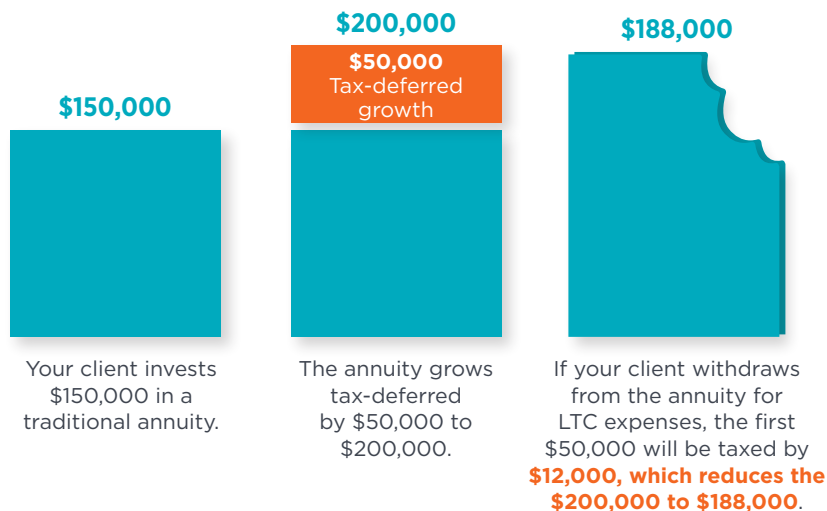 $150,000
Your client invests
$150,000 in a
traditional annuity.
$200,000
$50,000
Tax-deferred
growth
The annuity grows
tax-deferred
by $50,000 to
$200,000.
$188,000
If your client withdraws
from the annuity for
LTC expenses, the first
$50,000 will be taxed by
$12,000, which reduces the
$200,000 to $188,000.